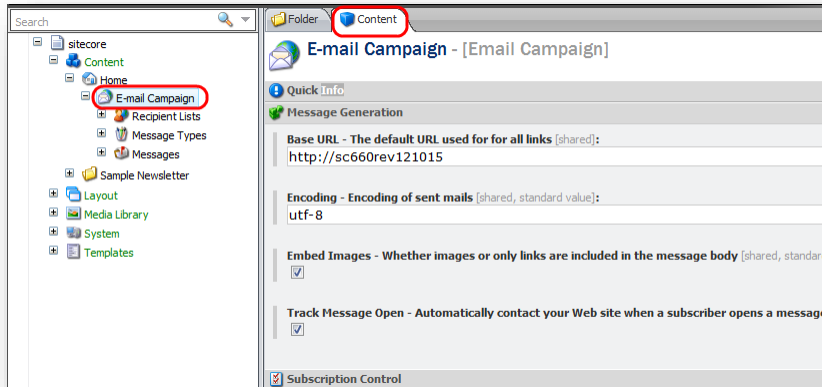 Search
sitecore
Content
Home
E-mail Campaign
Recipient Lists
Message Types
Messages
Sample Newsletter
Layout
Media Library
System
Templates
Folder
Content
E-mail Campaign - [Email Campaign]
Quick Info
Message Generation
Base URL - The default URL used for for all links [shared]:
http://sc660rev121015
Encoding - Encoding of sent mails [shared, standard value]:
utf-8
Embed Images - Whether images or only links are included in the message body [shared, standar
Track Message Open - Automatically contact your Web site when a subscriber opens a message
Subscription Control